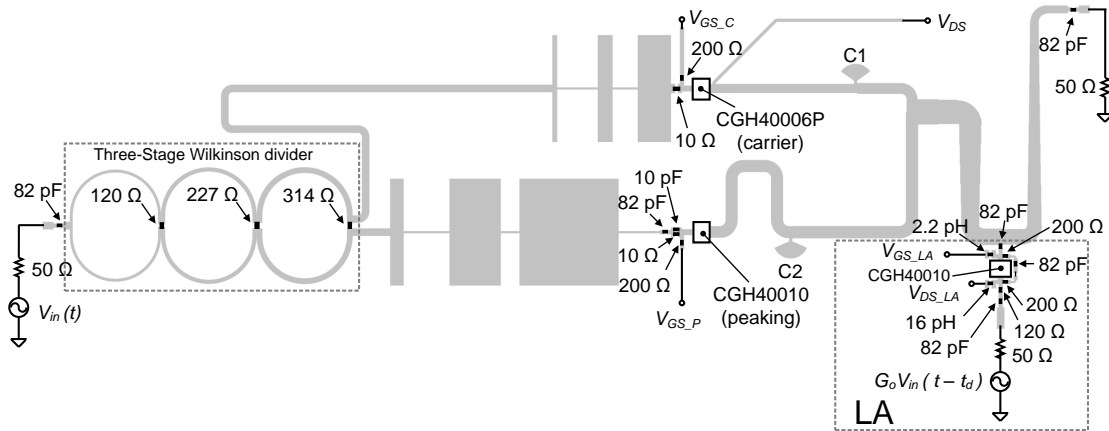 V_GS_C
200 Ω
V_DS
C1
82 pF
50 Ω
10 Ω
CGH40006P
(carrier)
Three-Stage Wilkinson divider
82 pF
120 Ω
227 Ω
314 Ω
50 Ω
V_in (t)
10 pF
82 pF
10 Ω
200 Ω
V_GS_P
CGH40010
(peaking)
C2
82 pF
2.2 pH
200 Ω
V_GS_LA
CGH40010
82 pF
V_DS_LA
200 Ω
16 pH
120 Ω
82 pF
50 Ω
G_oV_in ( t – t_d )
LA